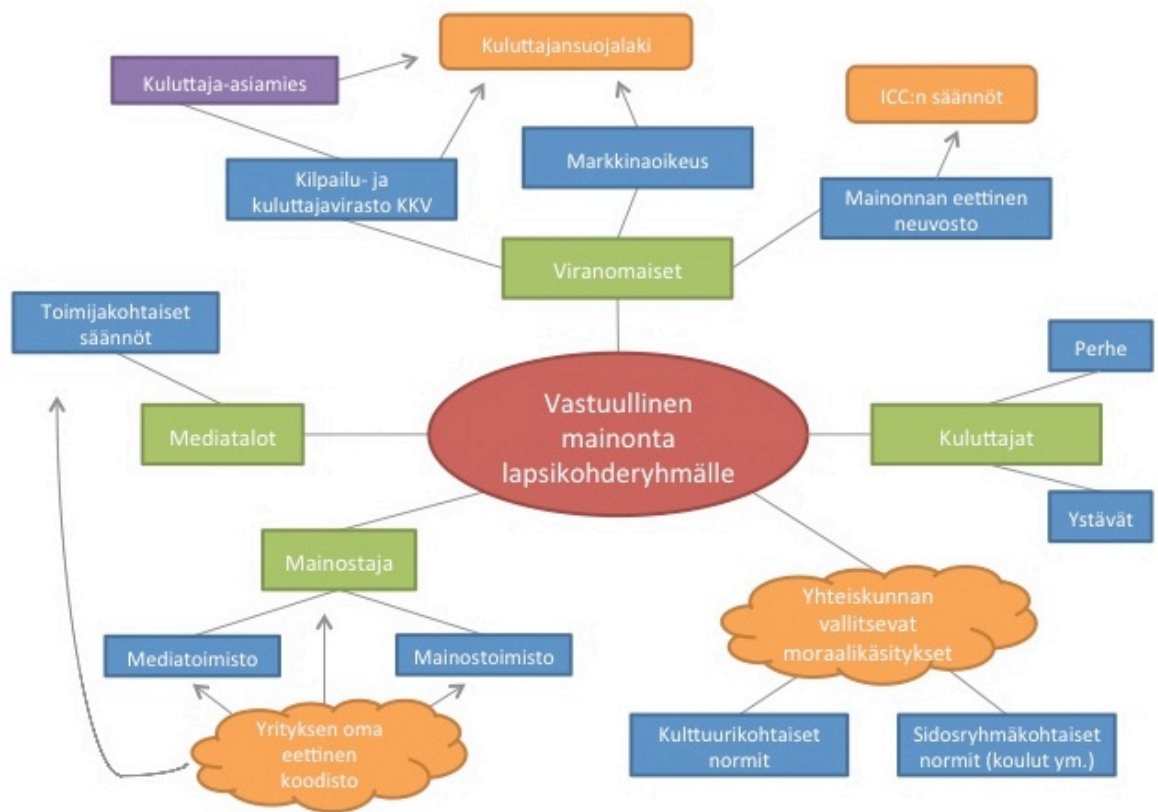 Kuluttajansuojalaki
Kuluttaja-asiamies
ICC:n säännöt
Markkinaoikeus
Kilpailu- ja
kuluttajavirasto KKV
Mainonnan eettinen
neuvosto
Viranomaiset
Toimijakohtaiset
säännöt
Perhe
Vastuullinen
mainonta
lapsikohderyhmälle
Mediatalot
Kuluttajat
Ystävät
Mainostaja
Yhteiskunnan
vallitsevat
moraalikäsitykset
Mediatoimisto
Mainostoimisto
Yrityksen oma
eettinen
koodisto
Kulttuurikohtaiset
normit
Sidosryhmäkohtaiset
normit (koulut ym.)